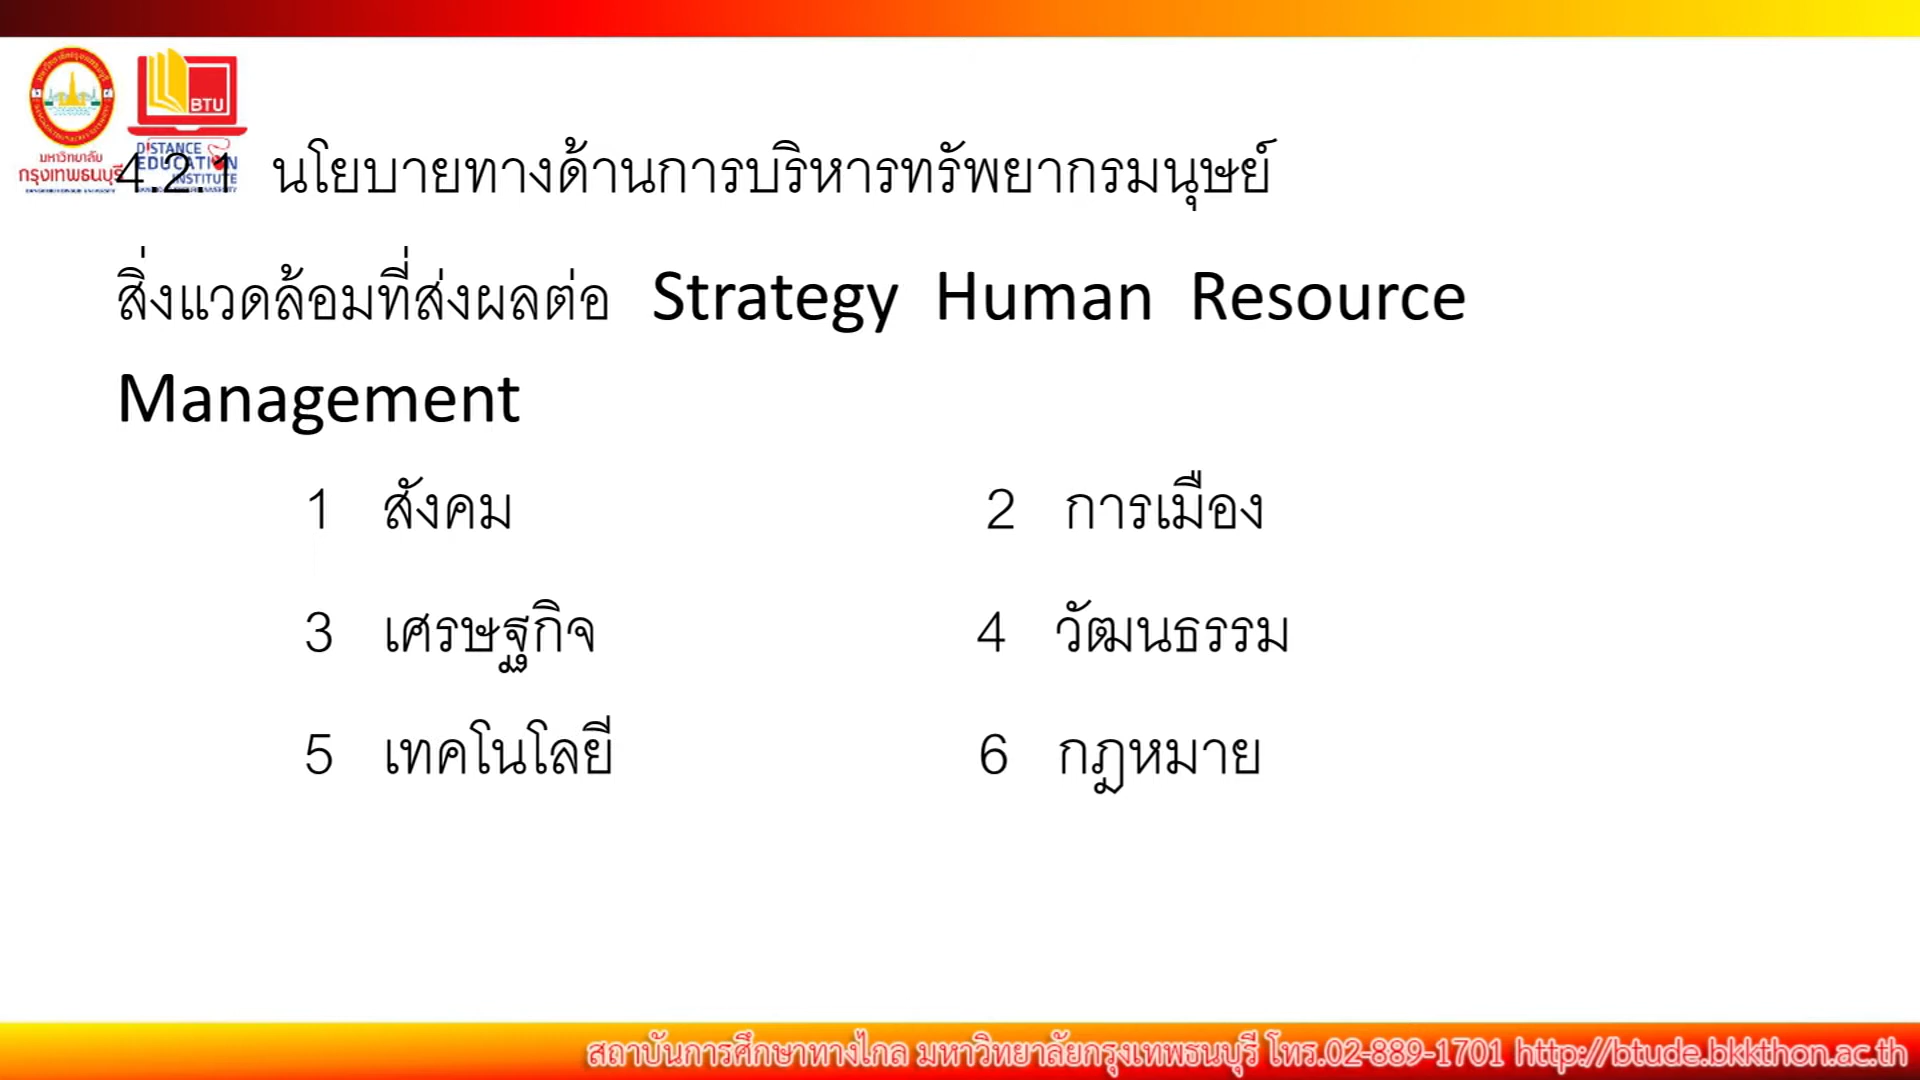 BTU
มหาวิทยาลัย
กรุงเทพธนบุรี
DISTANCE
EDUCATION
INSTITUTE
4.2.1 นโยบายทางด้านการบริหารทรัพยากรมนุษย์
สิ่งแวดล้อมที่ส่งผลต่อ Strategy Human Resource
Management
1 สังคม 2 การเมือง
3 เศรษฐกิจ 4 วัฒนธรรม
5 เทคโนโลยี 6 กฎหมาย
สถาบันการศึกษาทางไกล มหาวิทยาลัยกรุงเทพธนบุรี โทร.02-889-1701 http://btude.bkkthon.ac.th